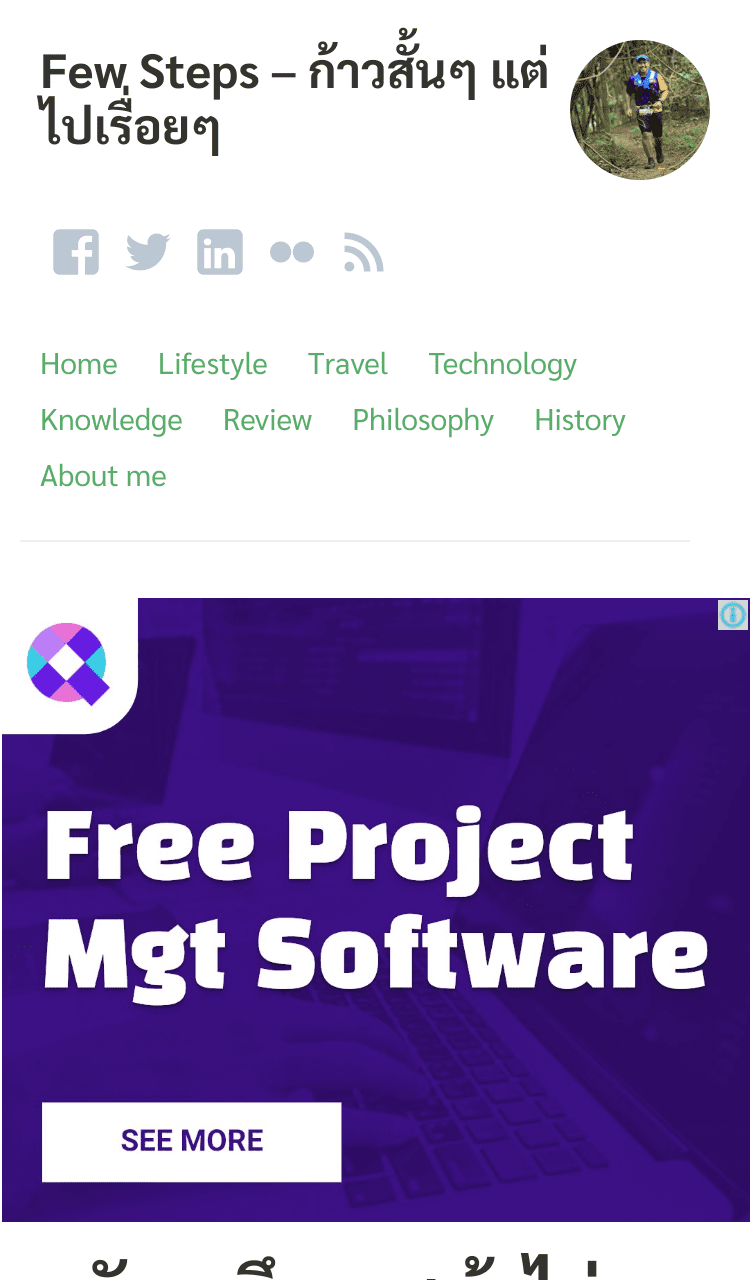 Few Steps – ก้าวสั้นๆ แต่
ไปเรื่อยๆ
Home Lifestyle Travel Technology
Knowledge Review Philosophy History
About me
Free Project
Mgt Software
SEE MORE